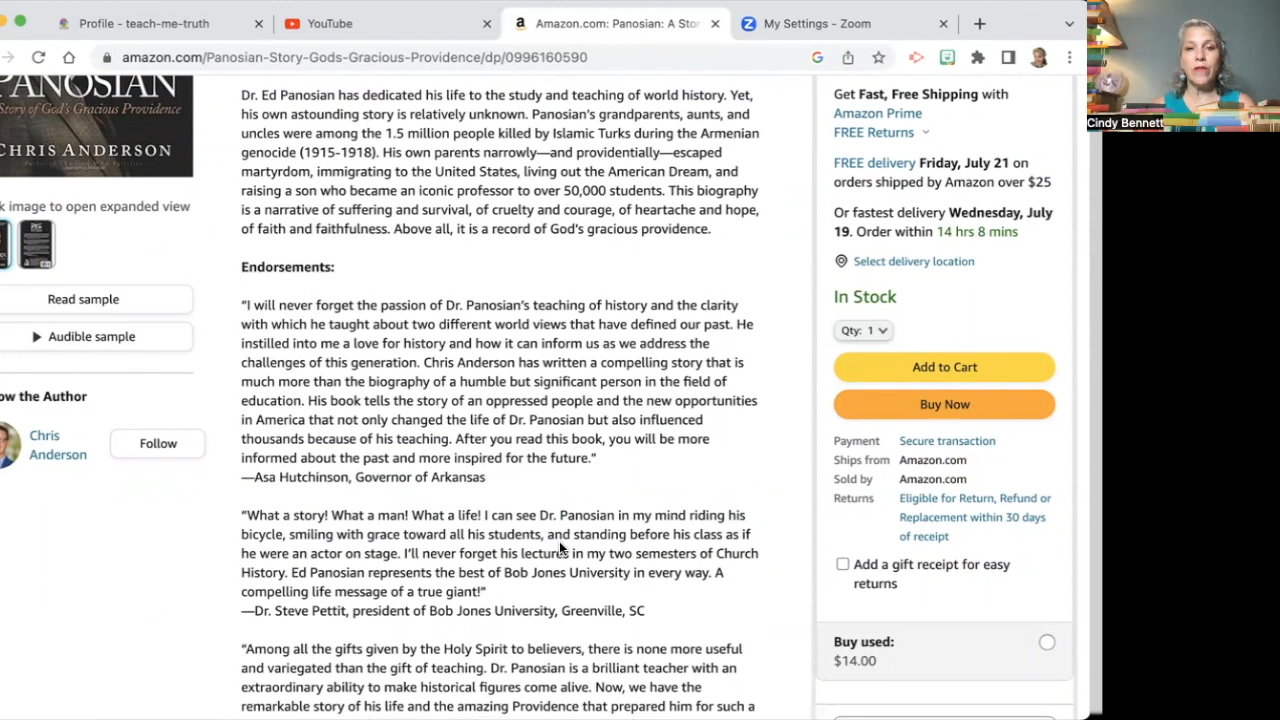 Profile - teach-me-truth
YouTube
Amazon.com: Panosian: A Stor
My Settings - Zoom
amazon.com/Panosian-Story-Gods-Gracious-Providence/dp/0996160590
Cindy Bennett
PANOSIAN
Story of God's Gracious Providence
CHRIS ANDERSON
k image to open expanded view
Read sample
Audible sample
ow the Author
Chris
Anderson
Follow
Dr. Ed Panosian has dedicated his life to the study and teaching of world history. Yet,
his own astounding story is relatively unknown. Panosian's grandparents, aunts, and
uncles were among the 1.5 million people killed by Islamic Turks during the Armenian
genocide (1915-1918). His own parents narrowly—and providentially—escaped
martyrdom, immigrating to the United States, living out the American Dream, and
raising a son who became an iconic professor to over 50,000 students. This biography
is a narrative of suffering and survival, of cruelty and courage, of heartache and hope,
of faith and faithfulness. Above all, it is a record of God's gracious providence.
Endorsements:
“I will never forget the passion of Dr. Panosian's teaching of history and the clarity
with which he taught about two different world views that have defined our past. He
instilled into me a love for history and how it can inform us as we address the
challenges of this generation. Chris Anderson has written a compelling story that is
much more than the biography of a humble but significant person in the field of
education. His book tells the story of an oppressed people and the new opportunities
in America that not only changed the life of Dr. Panosian but also influenced
thousands because of his teaching. After you read this book, you will be more
informed about the past and more inspired for the future.”
—Asa Hutchinson, Governor of Arkansas
“What a story! What a man! What a life! I can see Dr. Panosian in my mind riding his
bicycle, smiling with grace toward all his students, and standing before his class as if
he were an actor on stage. I'll never forget his lectures in my two semesters of Church
History. Ed Panosian represents the best of Bob Jones University in every way. A
compelling life message of a true giant!”
—Dr. Steve Pettit, president of Bob Jones University, Greenville, SC
“Among all the gifts given by the Holy Spirit to believers, there is none more useful
and variegated than the gift of teaching. Dr. Panosian is a brilliant teacher with an
extraordinary ability to make historical figures come alive. Now, we have the
remarkable story of his life and the amazing Providence that prepared him for such a
Get Fast, Free Shipping with
Amazon Prime
FREE Returns
FREE delivery Friday, July 21 on
orders shipped by Amazon over $25
Or fastest delivery Wednesday, July
19. Order within 14 hrs 8 mins
Select delivery location
In Stock
Qty: 1
Add to Cart
Buy Now
Payment Secure transaction
Ships from Amazon.com
Sold by Amazon.com
Returns Eligible for Return, Refund or
Replacement within 30 days
of receipt
Add a gift receipt for easy
returns
Buy used:
$14.00